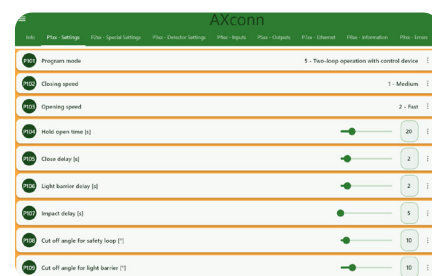 AXconn
Info P1xx - Settings P2xx - Special Settings P3xx - Detector Settings P5xx - Inputs P6xx - Outputs P7xx - Ethernet P8xx - Information P9xx - Errors
P101 Program mode 5 - Two-loop operation with control device
P102 Closing speed 1 - Medium
P103 Opening speed 2 - Fast
P104 Hold open time [s] 20
P105 Close delay [s] 2
P106 Light barrier delay [s] 2
P107 Impact delay [s] 5
P108 Cut off angle for safety loop [°] 10
P109 Cut off angle for light barrier [°] 10